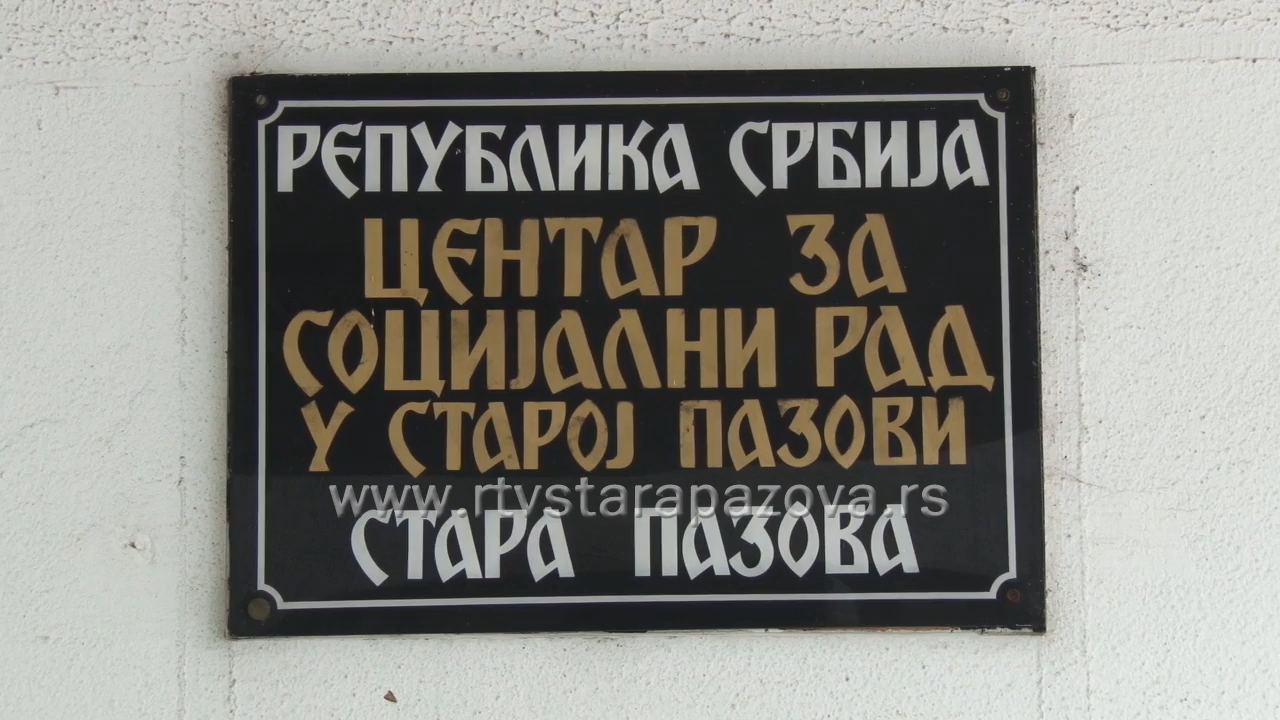 РЕПУБЛИКА СРБИЈА
ЦЕНТАР ЗА
СОЦИЈАЛНИ РАД
У СТАРОЈ ПАЗОВИ
www.rtvstarapazova.rs
СТАРА ПАЗОВА